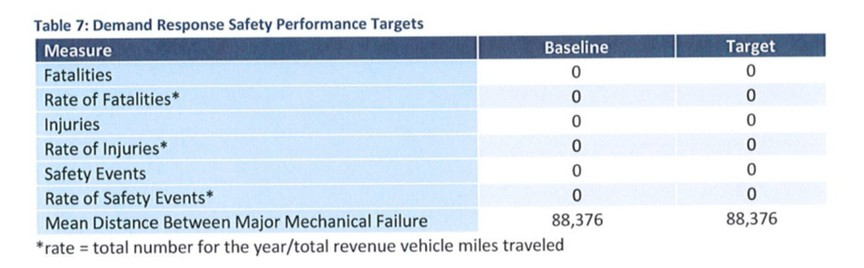 Table 7: Demand Response Safety Performance Targets
Measure Baseline Target
Fatalities 0 0
Rate of Fatalities* 0 0
Injuries 0 0
Rate of Injuries* 0 0
Safety Events 0 0
Rate of Safety Events* 0 0
Mean Distance Between Major Mechanical Failure 88,376 88,376
*rate = total number for the year/total revenue vehicle miles traveled